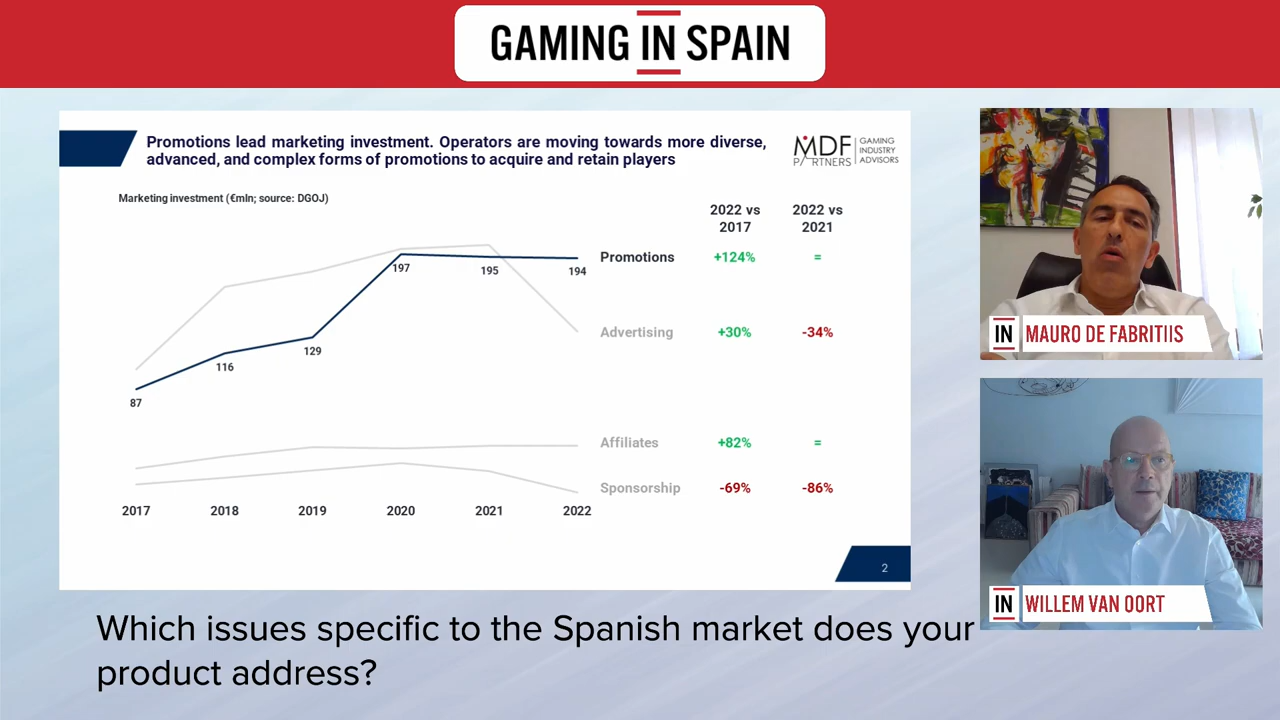 GAMING IN SPAIN
Promotions lead marketing investment. Operators are moving towards more diverse,
advanced, and complex forms of promotions to acquire and retain players
MDF
PARTNERS
GAMING
INDUSTRY
ADVISORS
Marketing investment (€mln; source: DGOJ)
2022 vs
2017
2022 vs
2021
197
195
194
129
116
87
Promotions +124% =
Advertising +30% -34%
Affiliates +82% =
Sponsorship -69% -86%
2017 2018 2019 2020 2021 2022
2
IN MAURO DE FABRITIIS
IN WILLEM VAN OORT
Which issues specific to the Spanish market does your
product address?